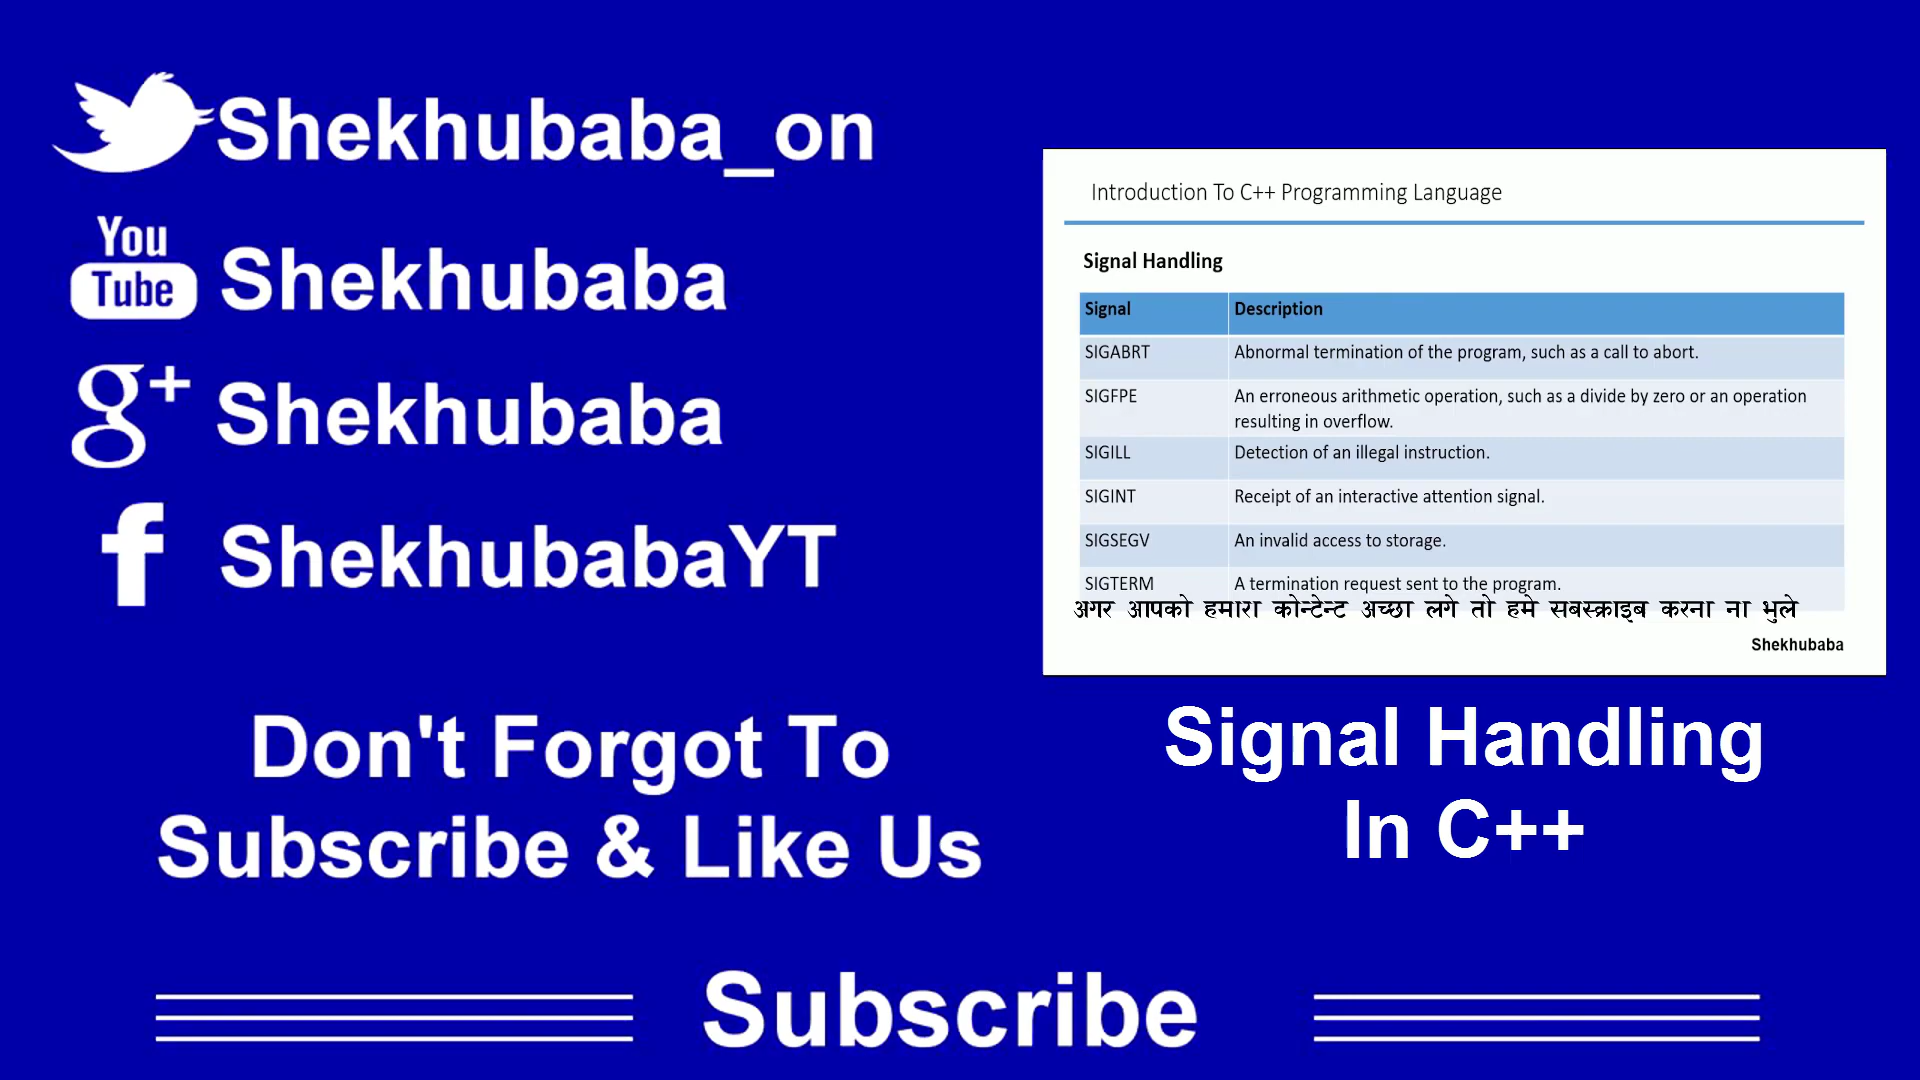 Shekhubaba_on
You
Tube
Shekhubaba
g+
Shekhubaba
f
ShekhubabaYT
Don't Forgot To
Subscribe & Like Us
Introduction To C++ Programming Language
Signal Handling
Signal Description
SIGABRT Abnormal termination of the program, such as a call to abort.
SIGFPE An erroneous arithmetic operation, such as a divide by zero or an operation
resulting in overflow.
SIGILL Detection of an illegal instruction.
SIGINT Receipt of an interactive attention signal.
SIGSEGV An invalid access to storage.
SIGTERM A termination request sent to the program.
अगर आपको हमारा कोन्टेन्ट अच्छा लगे तो हमे सबस्क्राइब करना ना भुले
Shekhubaba
Signal Handling
In C++
Subscribe